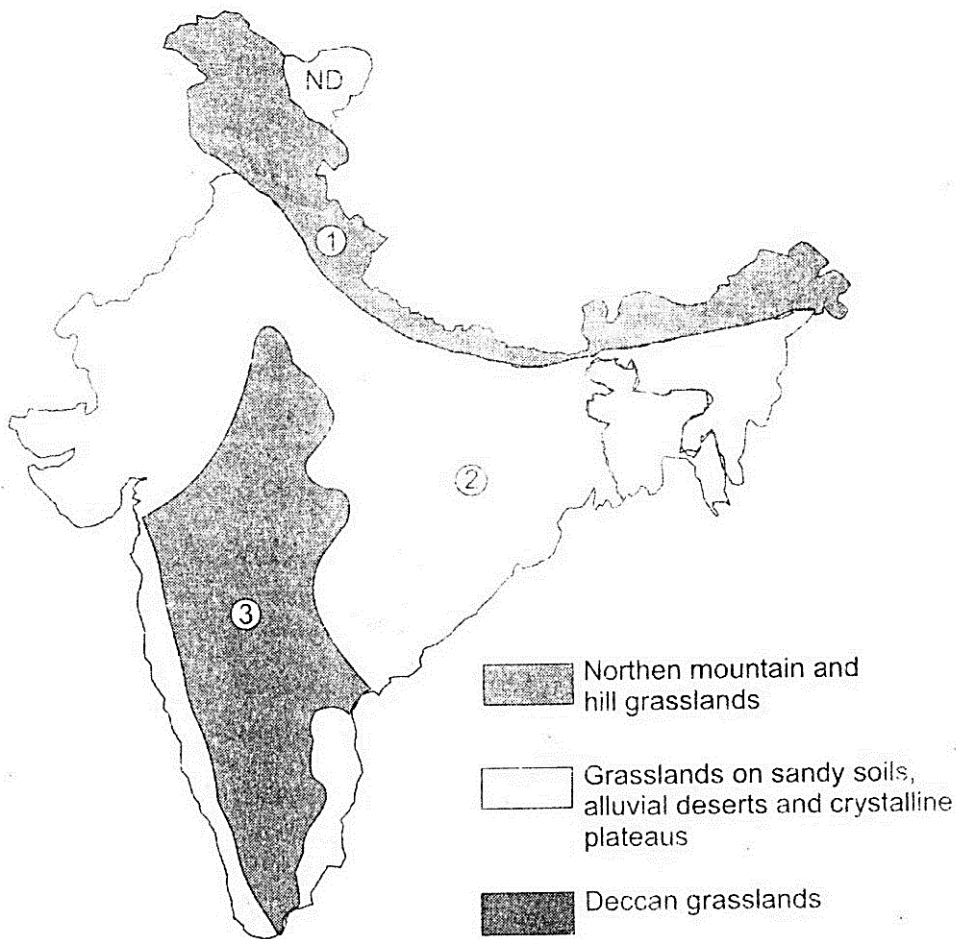 ND
1
2
3
Northen mountain and
hill grasslands
Grasslands on sandy soils,
alluvial deserts and crystalline
plateaus
Deccan grasslands